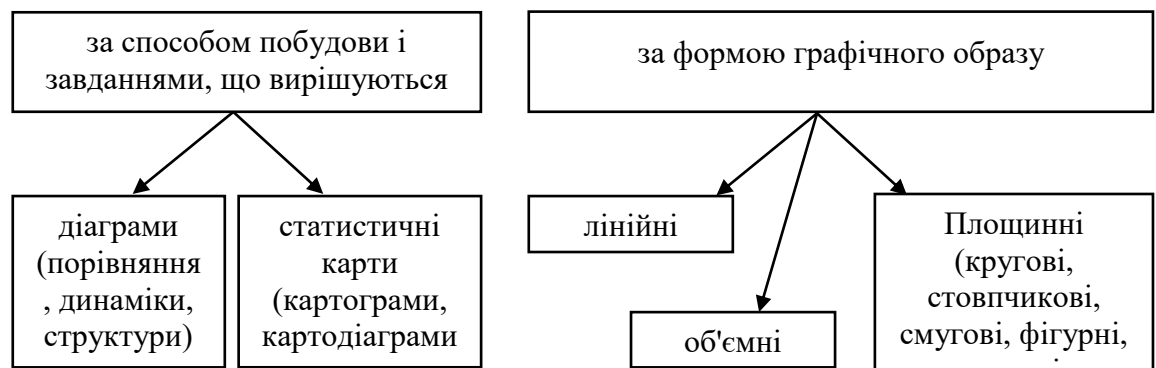 за способом побудови і
завданнями, що вирішуються
за формою графічного образу
діаграми
(порівняння
, динаміки,
структури)
статистичні
карти
(картограми,
картодіаграми
лінійні
об'ємні
Площинні
(кругові,
стовпчикові,
смугові, фігурні,